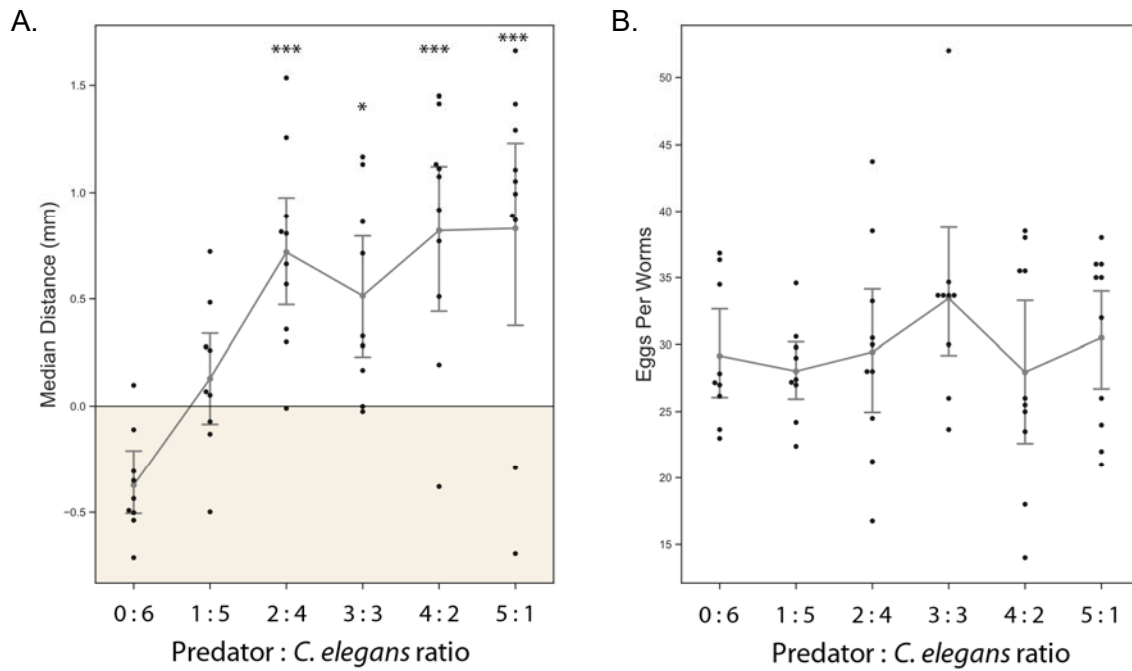 A.
B.
Median Distance (mm)
1.5
1.0
0.5
0.0
−0.5
***
*
***
***
0 : 6
1 : 5
2 : 4
3 : 3
4 : 2
5 : 1
Predator : C. elegans ratio
Eggs Per Worms
50
45
40
35
30
25
20
15
0 : 6
1 : 5
2 : 4
3 : 3
4 : 2
5 : 1
Predator : C. elegans ratio